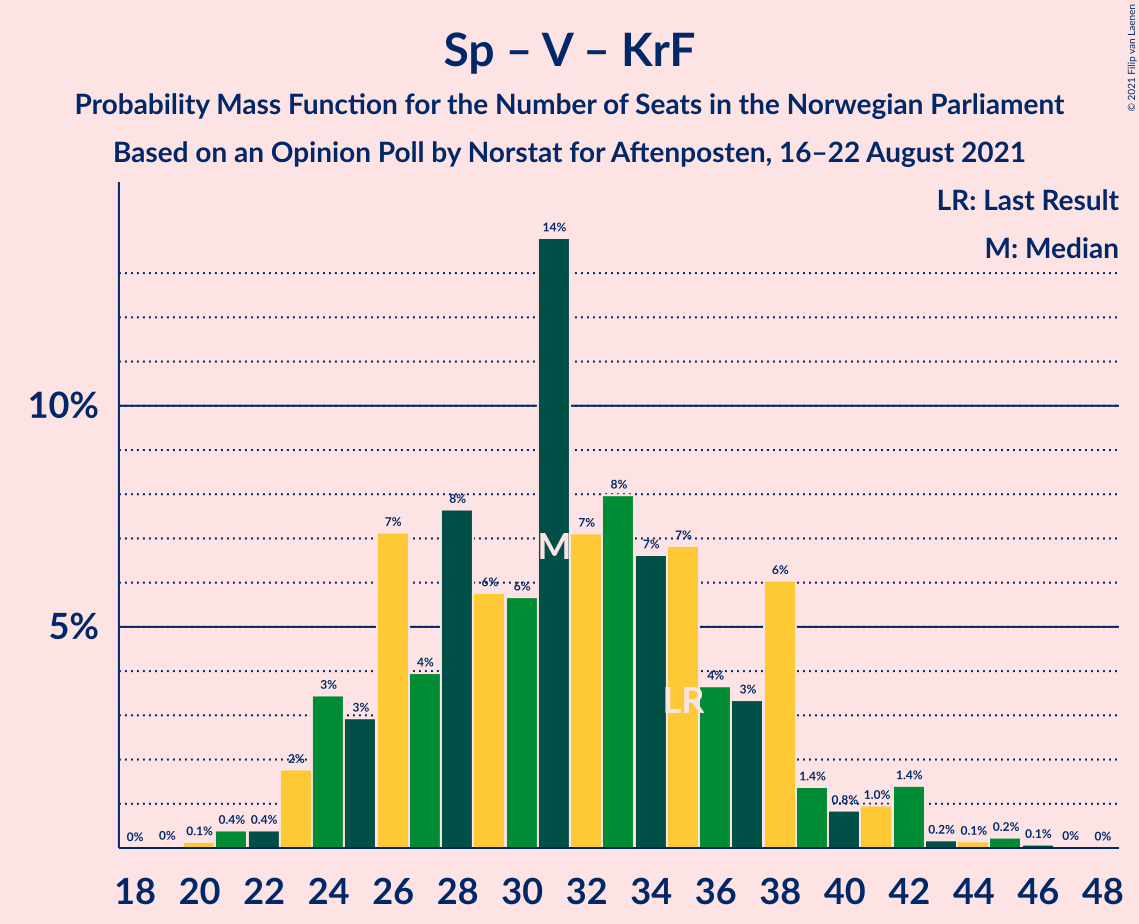 Sp – V – KrF
Probability Mass Function for the Number of Seats in the Norwegian Parliament
Based on an Opinion Poll by Norstat for Aftenposten, 16–22 August 2021
© 2021 Filip van Laenen
LR: Last Result
M: Median
10%
5%
0% 0% 0.1% 0.4% 0.4% 2% 3% 3% 7% 4% 8% 6% 6% 14% 7% 8% 7% 7% 4% 3% 6% 1.4% 0.8% 1.0% 1.4% 0.2% 0.1% 0.2% 0.1% 0% 0%
M
LR
18 20 22 24 26 28 30 32 34 36 38 40 42 44 46 48